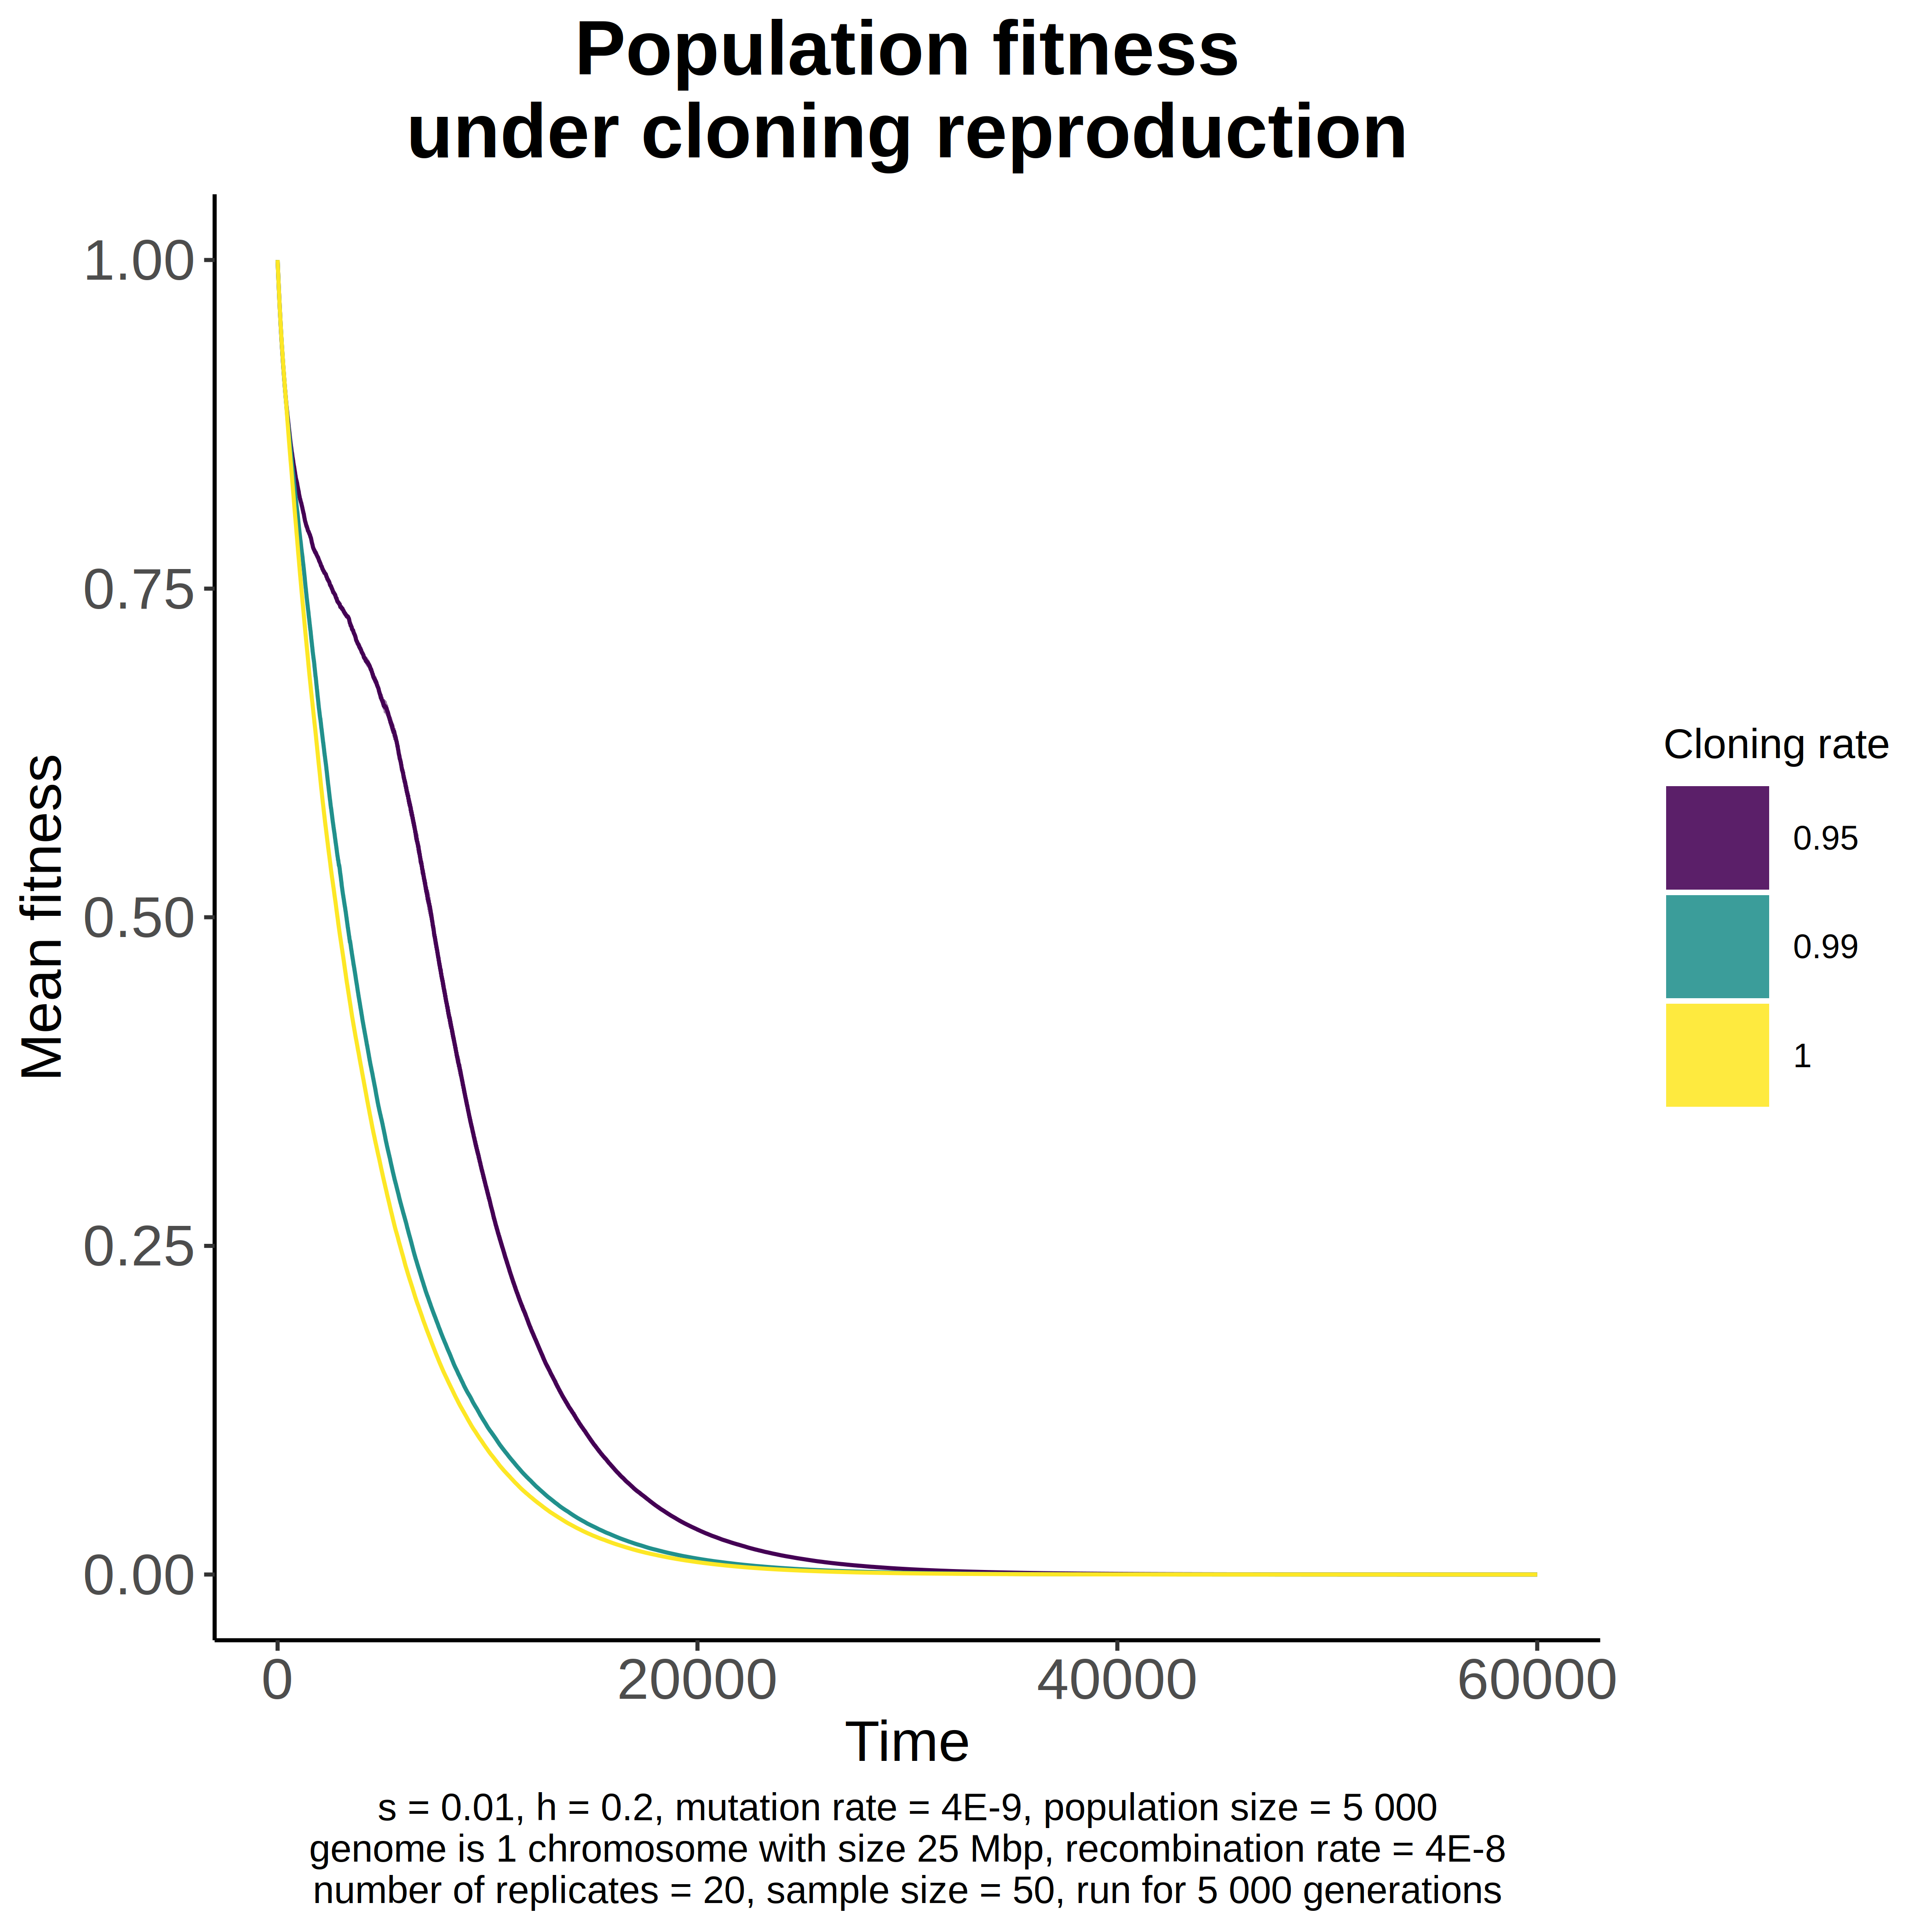 Population fitness
under cloning reproduction
Mean fitness
1.00
0.75
0.50
0.25
0.00
0
20000
40000
60000
Time
Cloning rate
0.95
0.99
1
s = 0.01, h = 0.2, mutation rate = 4E-9, population size = 5 000
genome is 1 chromosome with size 25 Mbp, recombination rate = 4E-8
number of replicates = 20, sample size = 50, run for 5 000 generations